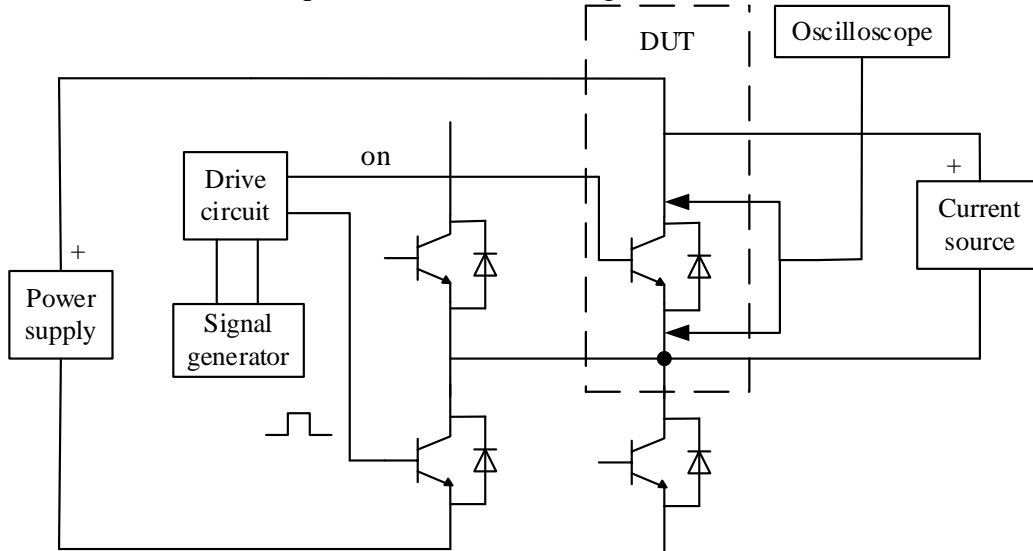 DUT
Oscilloscope
on
Drive
circuit
+
Current
source
+
Power
supply
Signal
generator